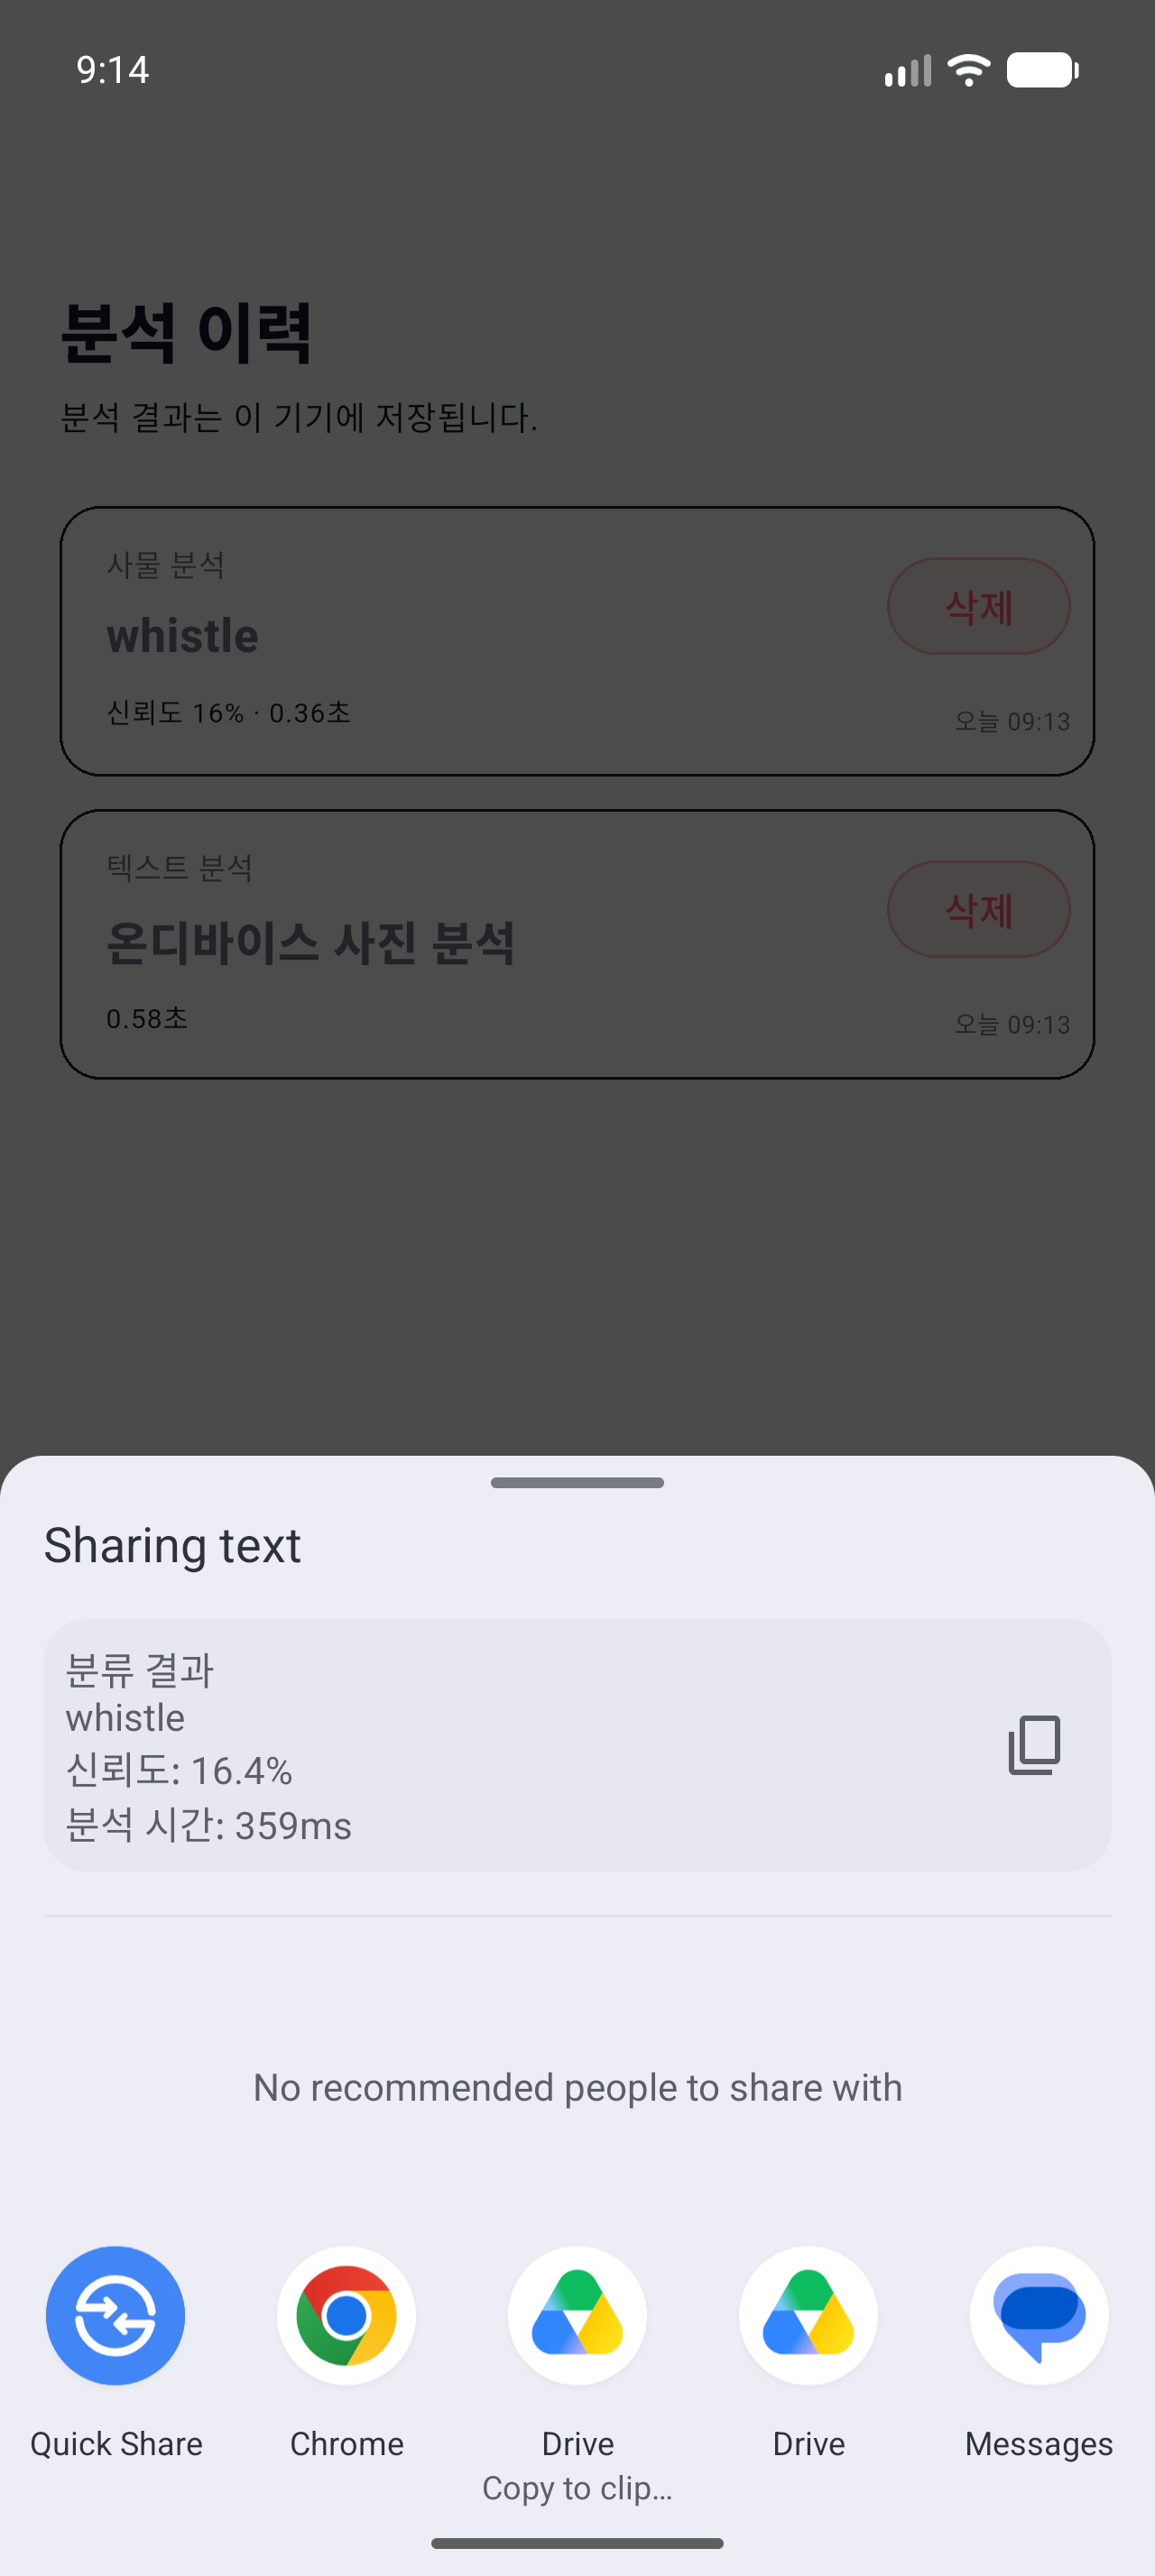 9:14
분석 이력
분석 결과는 이 기기에 저장됩니다.
사물 분석
whistle
신뢰도 16% · 0.36초
삭제
오늘 09:13
텍스트 분석
온디바이스 사진 분석
0.58초
삭제
오늘 09:13
Sharing text
분류 결과
whistle
신뢰도: 16.4%
분석 시간: 359ms
No recommended people to share with
Quick Share
Chrome
Drive
Copy to clip...
Drive
Messages